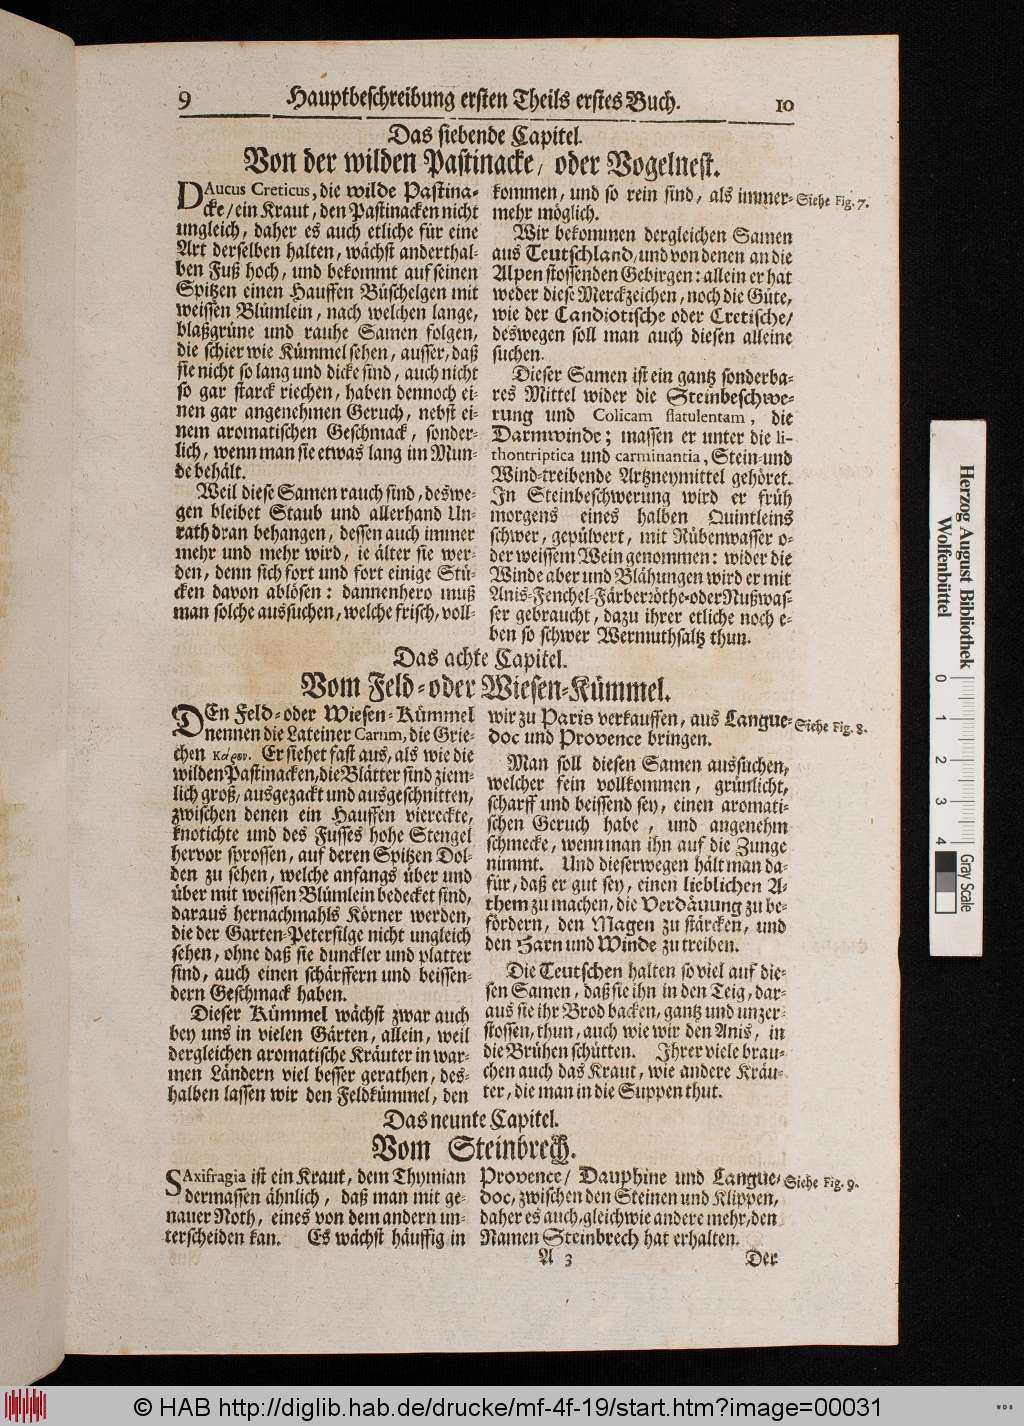 9
Hauptbeschreibung ersten Theils erstes Buch.
10
Das siebende Capitel.
Von der wilden Pastinacke/ oder Vogelnest.
DAucus Creticus, die wilde Pastina-
cke/ein Kraut, den Pastinacken nicht
ungleich, daher es auch etliche für eine
Art derselben halten, wächst anderthal-
ben Fuß hoch, und bekommt auf seinen
Spitzen einen Hauffen Büschelgen mit
weissen Blümlein, nach welchen lange,
blaßgrüne und rauhe Samen folgen,
die schier wie Kümmel sehen, ausser, daß
sie nicht so lang und dicke sind, auch nicht
so gar starck riechen, haben dennoch ei-
nen gar angenehmen Geruch, nebst ei-
nem aromatischen Geschmack, sonder-
lich, wenn man sie etwas lang im Mun-
de behält.
Weil diese Samen rauch sind, deswe-
gen bleibet Staub und allerhand Un-
rath dran behangen, dessen auch immer
mehr und mehr wird, ie älter sie wer-
den, denn sich fort und fort einige Stü-
cken davon ablösen: dannenhero muß
man solche aussuchen, welche frisch, voll-
kommen, und so rein sind, als immer-
mehr möglich.
Siehe Fig. 7.
Wir bekommen dergleichen Samen
aus Teutschland, und von denen an die
Alpen stossenden Gebirgen: allein er hat
weder diese Merckzeichen, noch die Güte,
wie der Candiotische oder Cretische/
deswegen soll man auch diesen alleine
suchen.
Dieser Samen ist ein gantz sonderba-
res Mittel wider die Steinbeschwe-
rung und Colicam flatulentam, die
Darmwinde; massen er unter die li-
thontriptica und carminantia, Stein-und
Wind-treibende Artzneymittel gehöret.
In Steinbeschwerung wird er früh
morgens eines halben Quintleins
schwer, gepülvert, mit Rübenwasser o-
der weissem Wein genommen: wider die
Winde aber und Blähungen wird er mit
Anis-Fenchel-Färberröthe-oder Nußwas-
ser gebraucht, dazu ihrer etliche noch e-
ben so schwer Wermuthsaltz thun.
Das achte Capitel.
Vom Feld-oder Wiesen-Kümmel.
DEn Feld-oder Wiesen-Kümmel
nennen die Lateiner Carum, die Grie-
chen Κάρον. Er siehet fast aus, als wie die
wilden Pastinacken, die Blätter sind ziem-
lich groß, ausgezackt und ausgeschnitten,
zwischen denen ein Hauffen viereckte,
knotichte und des Fusses hohe Stengel
hervor sprossen, auf deren Spitzen Dol-
den zu sehen, welche anfangs über und
über mit weissen Blümlein bedecket sind,
daraus hernachmahls Körner werden,
die der Garten-Petersilge nicht ungleich
sehen, ohne daß sie dunckler und platter
sind, auch einen schärffern und beissen-
dern Geschmack haben.
Dieser Kümmel wächst zwar auch
bey uns in vielen Gärten, allein, weil
dergleichen aromatische Kräuter in war-
men Ländern viel besser gerathen, des-
halben lassen wir den Feldkümmel, den
wir zu Paris verkauffen, aus Langue-
doc und Provence bringen.
Siehe Fig. 8.
Man soll diesen Samen aussuchen,
welcher fein vollkommen, grünlicht,
scharff und beissend sey, einen aromati-
schen Geruch habe, und angenehm
schmecke, wenn man ihn auf die Zunge
nimmt. Und dieserwegen hält man da-
für, daß er gut sey, einen lieblichen A-
them zu machen, die Verdäuung zu be-
fördern, den Magen zu stärcken, und
den Harn und Winde zu treiben.
Die Teutschen halten so viel auf die-
sen Samen, daß sie ihn in den Teig, dar-
aus sie ihr Brod backen, gantz und unzer-
stossen, thun, auch wie wir den Anis, in
die Brühen schütten. Ihrer viele brau-
chen auch das Kraut, wie andere Kräu-
ter, die man in die Suppen thut.
Das neunte Capitel.
Vom Steinbrech.
SAxifragia ist ein Kraut, dem Thymian
dermassen ähnlich, daß man mit ge-
nauer Noth, eines von dem andern un-
terscheiden kan. Es wächst häuffig in
Provence/ Dauphine und Langue-
doc, zwischen den Steinen und Klippen,
daher es auch, gleichwie andere mehr, den
Namen Steinbrech hat erhalten.
Siehe Fig. 9.
A 3
Der
Herzog August Bibliothek
Wolfenbüttel
0 1 2 3 4
Gray Scale
© HAB http://diglib.hab.de/drucke/mf-4f-19/start.htm?image=00031